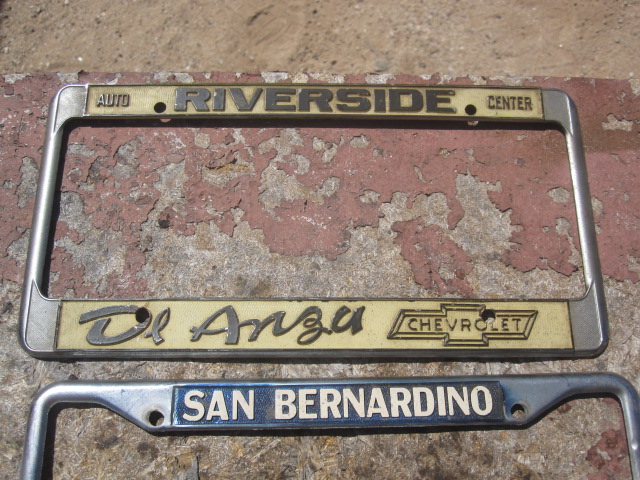 AUTO RIVERSIDE CENTER
De Anza CHEVROLET
SAN BERNARDINO